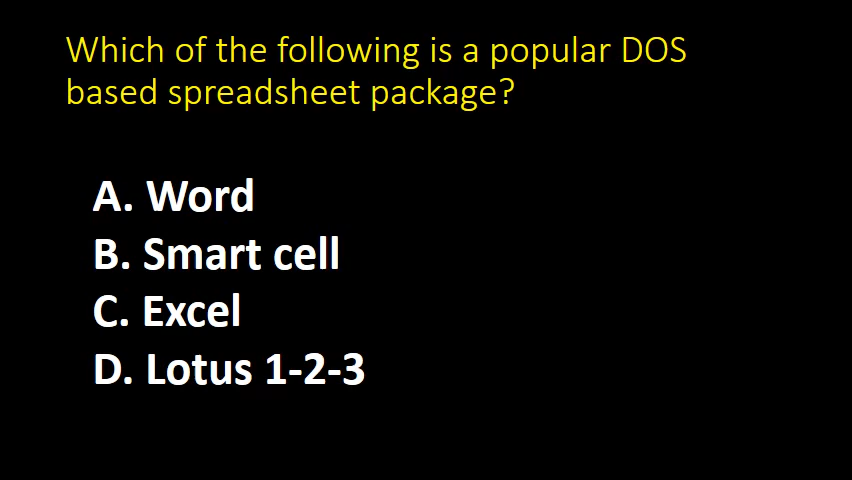 Which of the following is a popular DOS
based spreadsheet package?
A. Word
B. Smart cell
C. Excel
D. Lotus 1-2-3